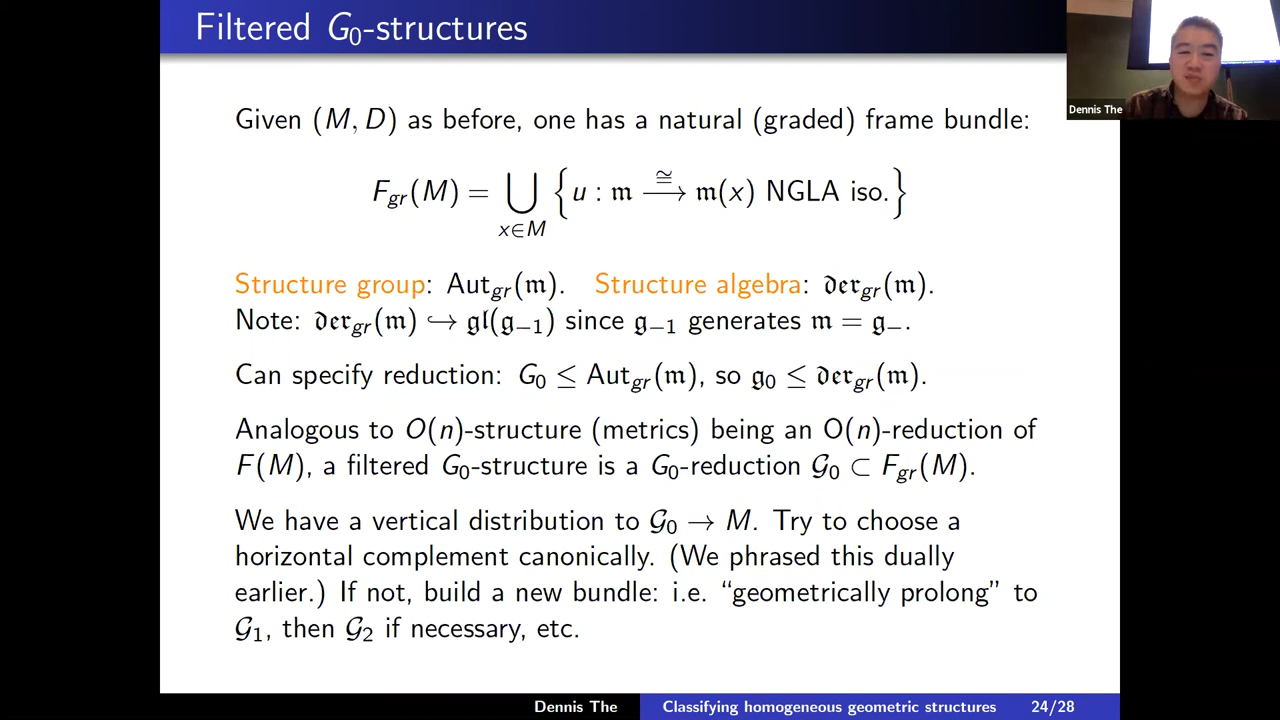 Filtered G₀-structures
Dennis The
Given (M, D) as before, one has a natural (graded) frame bundle:
F_gr(M) = ⋃_{x∈M} { u : 𝔪 ⟶^≅ 𝔪(x) NGLA iso. }
Structure group: Aut_gr(𝔪). Structure algebra: 𝔡𝔢𝔯_gr(𝔪).
Note: 𝔡𝔢𝔯_gr(𝔪) ↪ 𝔤𝔩(𝔤₋₁) since 𝔤₋₁ generates 𝔪 = 𝔤₋.
Can specify reduction: G₀ ≤ Aut_gr(𝔪), so 𝔤₀ ≤ 𝔡𝔢𝔯_gr(𝔪).
Analogous to O(n)-structure (metrics) being an O(n)-reduction of
F(M), a filtered G₀-structure is a G₀-reduction 𝒢₀ ⊂ F_gr(M).
We have a vertical distribution to 𝒢₀ → M. Try to choose a
horizontal complement canonically. (We phrased this dually
earlier.) If not, build a new bundle: i.e. “geometrically prolong” to
𝒢₁, then 𝒢₂ if necessary, etc.
Dennis The
Classifying homogeneous geometric structures
24/28